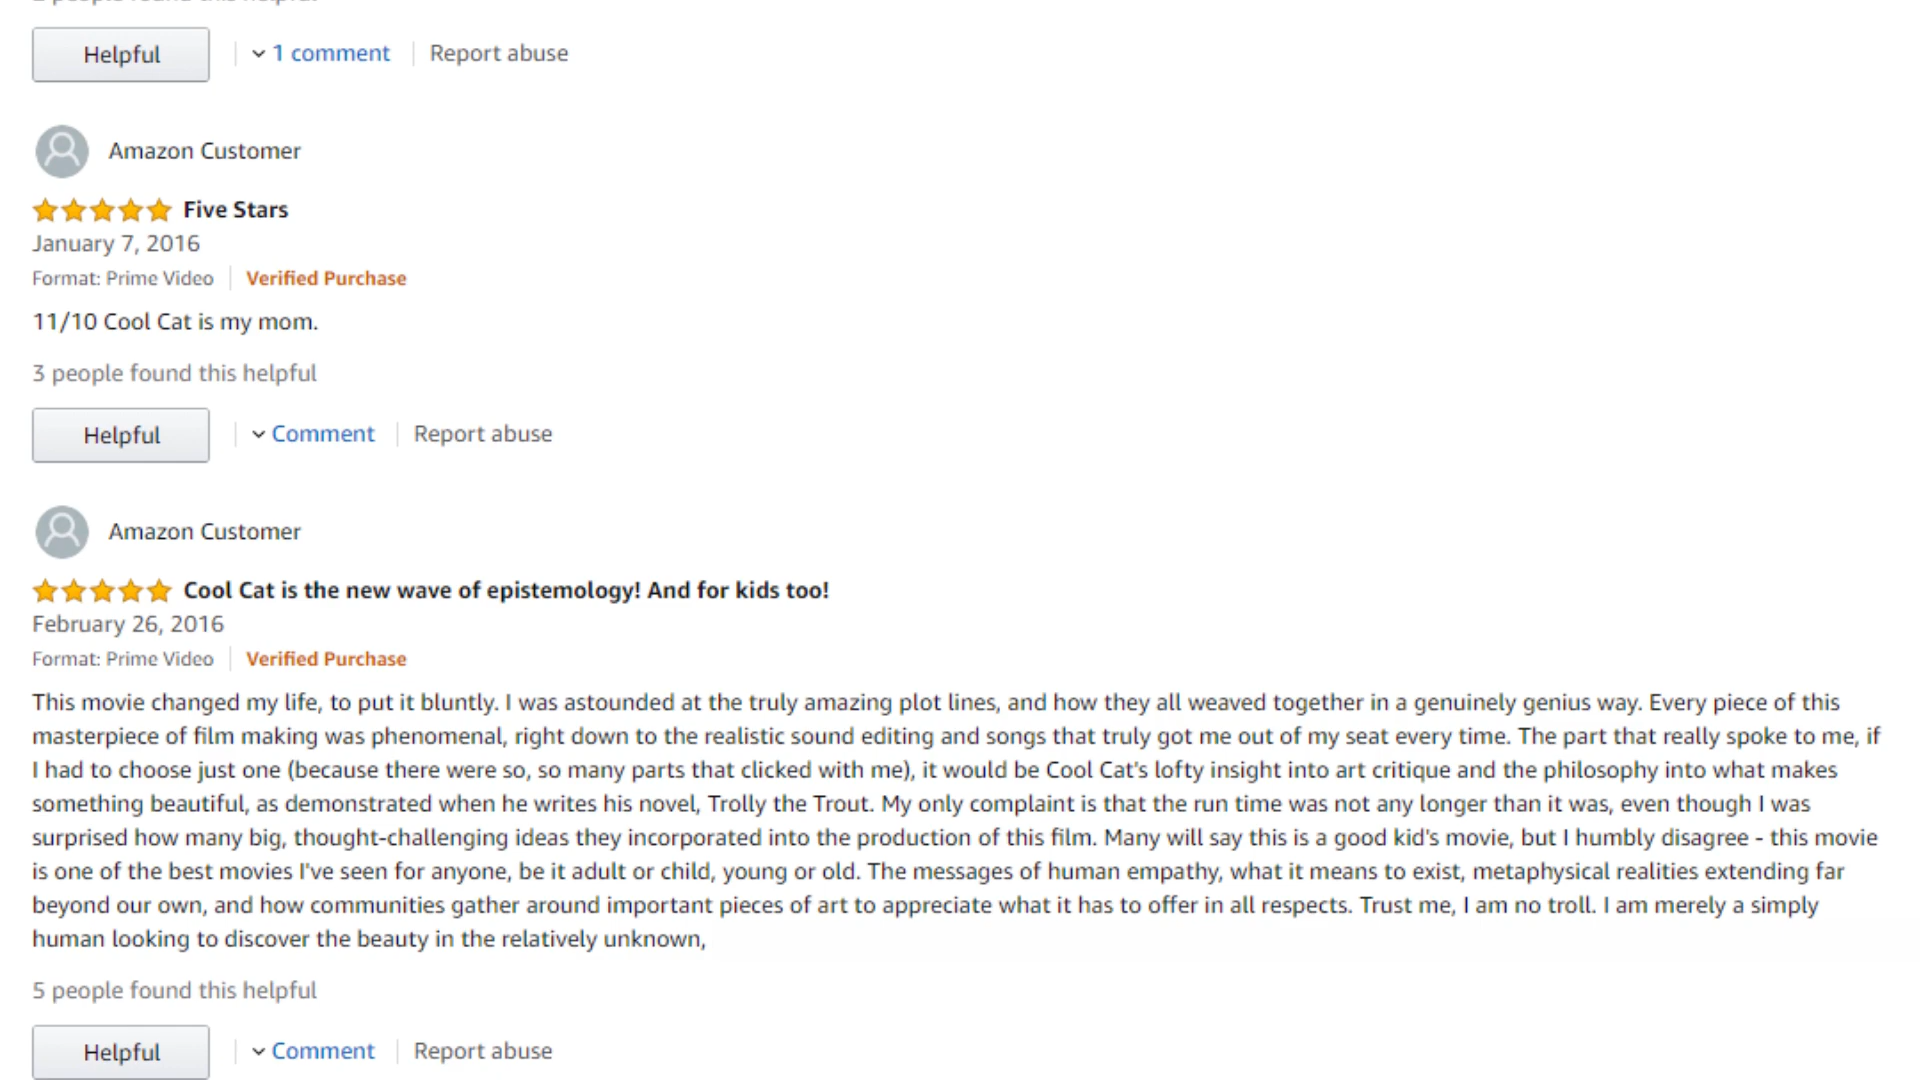 Helpful
1 comment
Report abuse
Amazon Customer
Five Stars
January 7, 2016
Format: Prime Video
Verified Purchase
11/10 Cool Cat is my mom.
3 people found this helpful
Helpful
Comment
Report abuse
Amazon Customer
Cool Cat is the new wave of epistemology! And for kids too!
February 26, 2016
Format: Prime Video
Verified Purchase
This movie changed my life, to put it bluntly. I was astounded at the truly amazing plot lines, and how they all weaved together in a genuinely genius way. Every piece of this
masterpiece of film making was phenomenal, right down to the realistic sound editing and songs that truly got me out of my seat every time. The part that really spoke to me, if
I had to choose just one (because there were so, so many parts that clicked with me), it would be Cool Cat's lofty insight into art critique and the philosophy into what makes
something beautiful, as demonstrated when he writes his novel, Trolly the Trout. My only complaint is that the run time was not any longer than it was, even though I was
surprised how many big, thought-challenging ideas they incorporated into the production of this film. Many will say this is a good kid's movie, but I humbly disagree - this movie
is one of the best movies I've seen for anyone, be it adult or child, young or old. The messages of human empathy, what it means to exist, metaphysical realities extending far
beyond our own, and how communities gather around important pieces of art to appreciate what it has to offer in all respects. Trust me, I am no troll. I am merely a simply
human looking to discover the beauty in the relatively unknown,
5 people found this helpful
Helpful
Comment
Report abuse